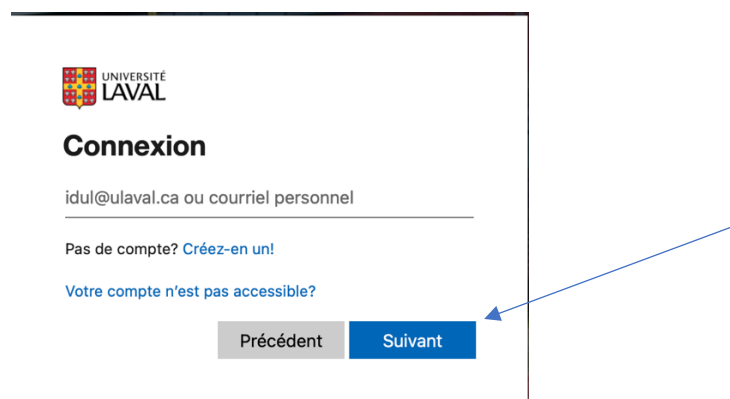 UNIVERSITÉ
LAVAL
Connexion
idul@ulaval.ca ou courriel personnel
Pas de compte? Créez-en un!
Votre compte n’est pas accessible?
Précédent Suivant